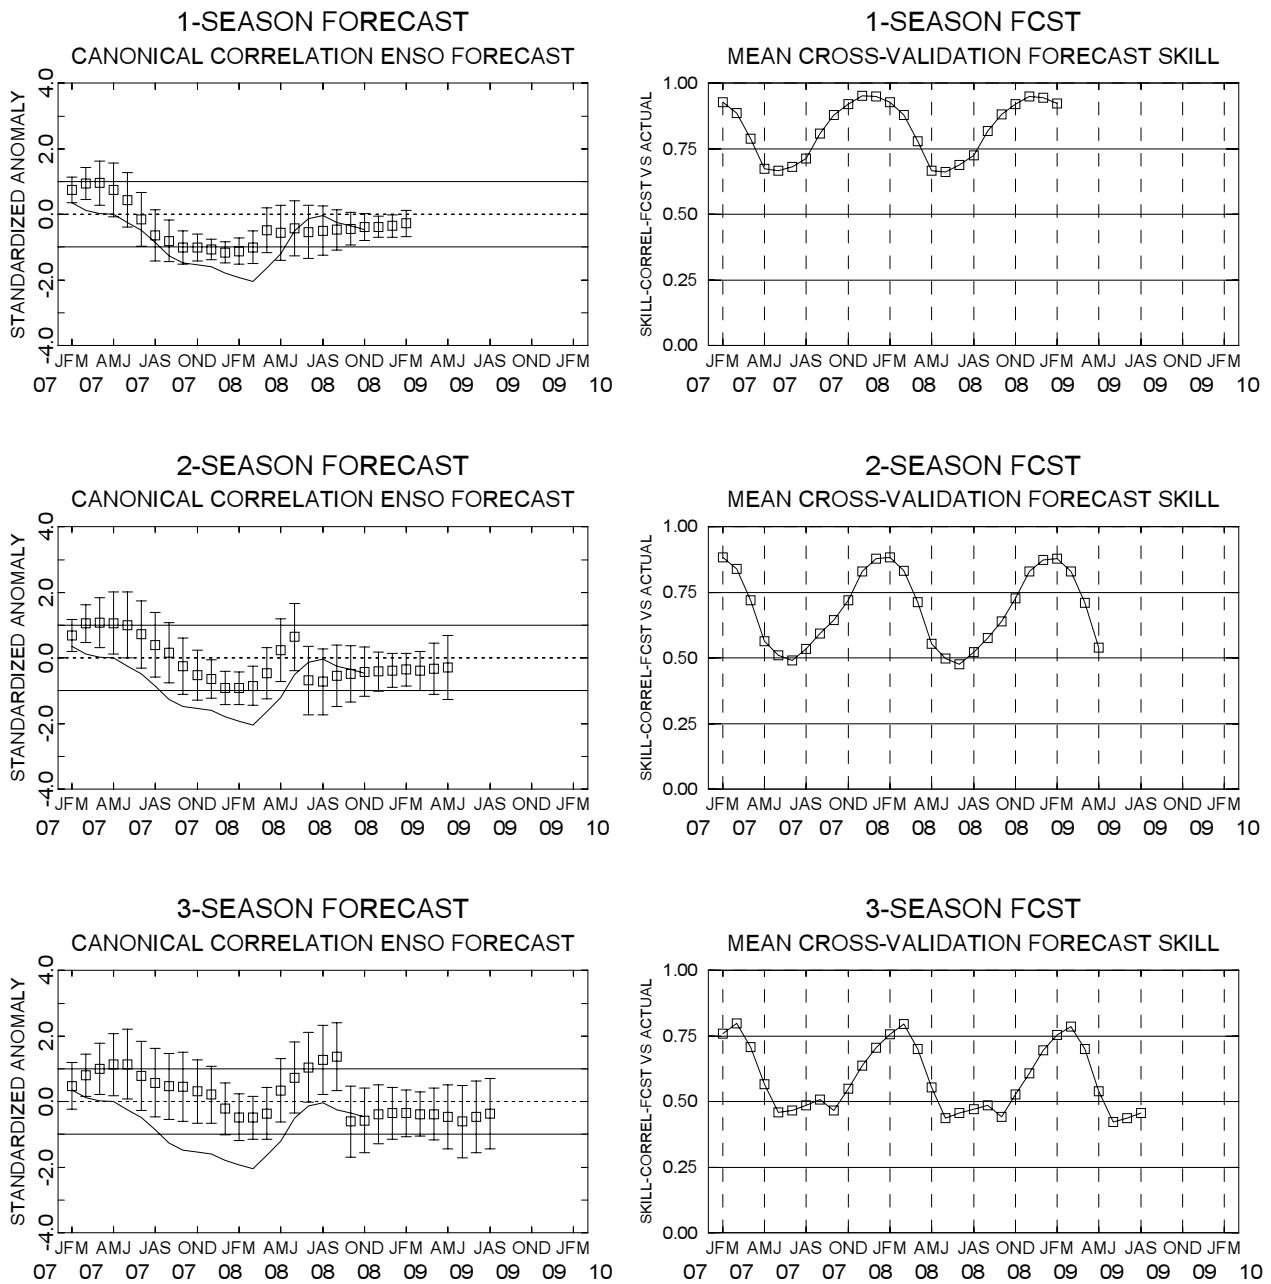 1-SEASON FORECAST
CANONICAL CORRELATION ENSO FORECAST
STANDARDIZED ANOMALY
4.0
2.0
0.0
-2.0
-4.0
JFM AMJ JAS OND JFM AMJ JAS OND JFM AMJ JAS OND JFM
07 07 07 07 08 08 08 08 09 09 09 09 10
1-SEASON FCST
MEAN CROSS-VALIDATION FORECAST SKILL
SKILL-CORREL-FCST VS ACTUAL
1.00
0.75
0.50
0.25
0.00
JFM AMJ JAS OND JFM AMJ JAS OND JFM AMJ JAS OND JFM
07 07 07 07 08 08 08 08 09 09 09 09 10
2-SEASON FORECAST
CANONICAL CORRELATION ENSO FORECAST
STANDARDIZED ANOMALY
4.0
2.0
0.0
-2.0
-4.0
JFM AMJ JAS OND JFM AMJ JAS OND JFM AMJ JAS OND JFM
07 07 07 07 08 08 08 08 09 09 09 09 10
2-SEASON FCST
MEAN CROSS-VALIDATION FORECAST SKILL
SKILL-CORREL-FCST VS ACTUAL
1.00
0.75
0.50
0.25
0.00
JFM AMJ JAS OND JFM AMJ JAS OND JFM AMJ JAS OND JFM
07 07 07 07 08 08 08 08 09 09 09 09 10
3-SEASON FORECAST
CANONICAL CORRELATION ENSO FORECAST
STANDARDIZED ANOMALY
4.0
2.0
0.0
-2.0
-4.0
JFM AMJ JAS OND JFM AMJ JAS OND JFM AMJ JAS OND JFM
07 07 07 07 08 08 08 08 09 09 09 09 10
3-SEASON FCST
MEAN CROSS-VALIDATION FORECAST SKILL
SKILL-CORREL-FCST VS ACTUAL
1.00
0.75
0.50
0.25
0.00
JFM AMJ JAS OND JFM AMJ JAS OND JFM AMJ JAS OND JFM
07 07 07 07 08 08 08 08 09 09 09 09 10